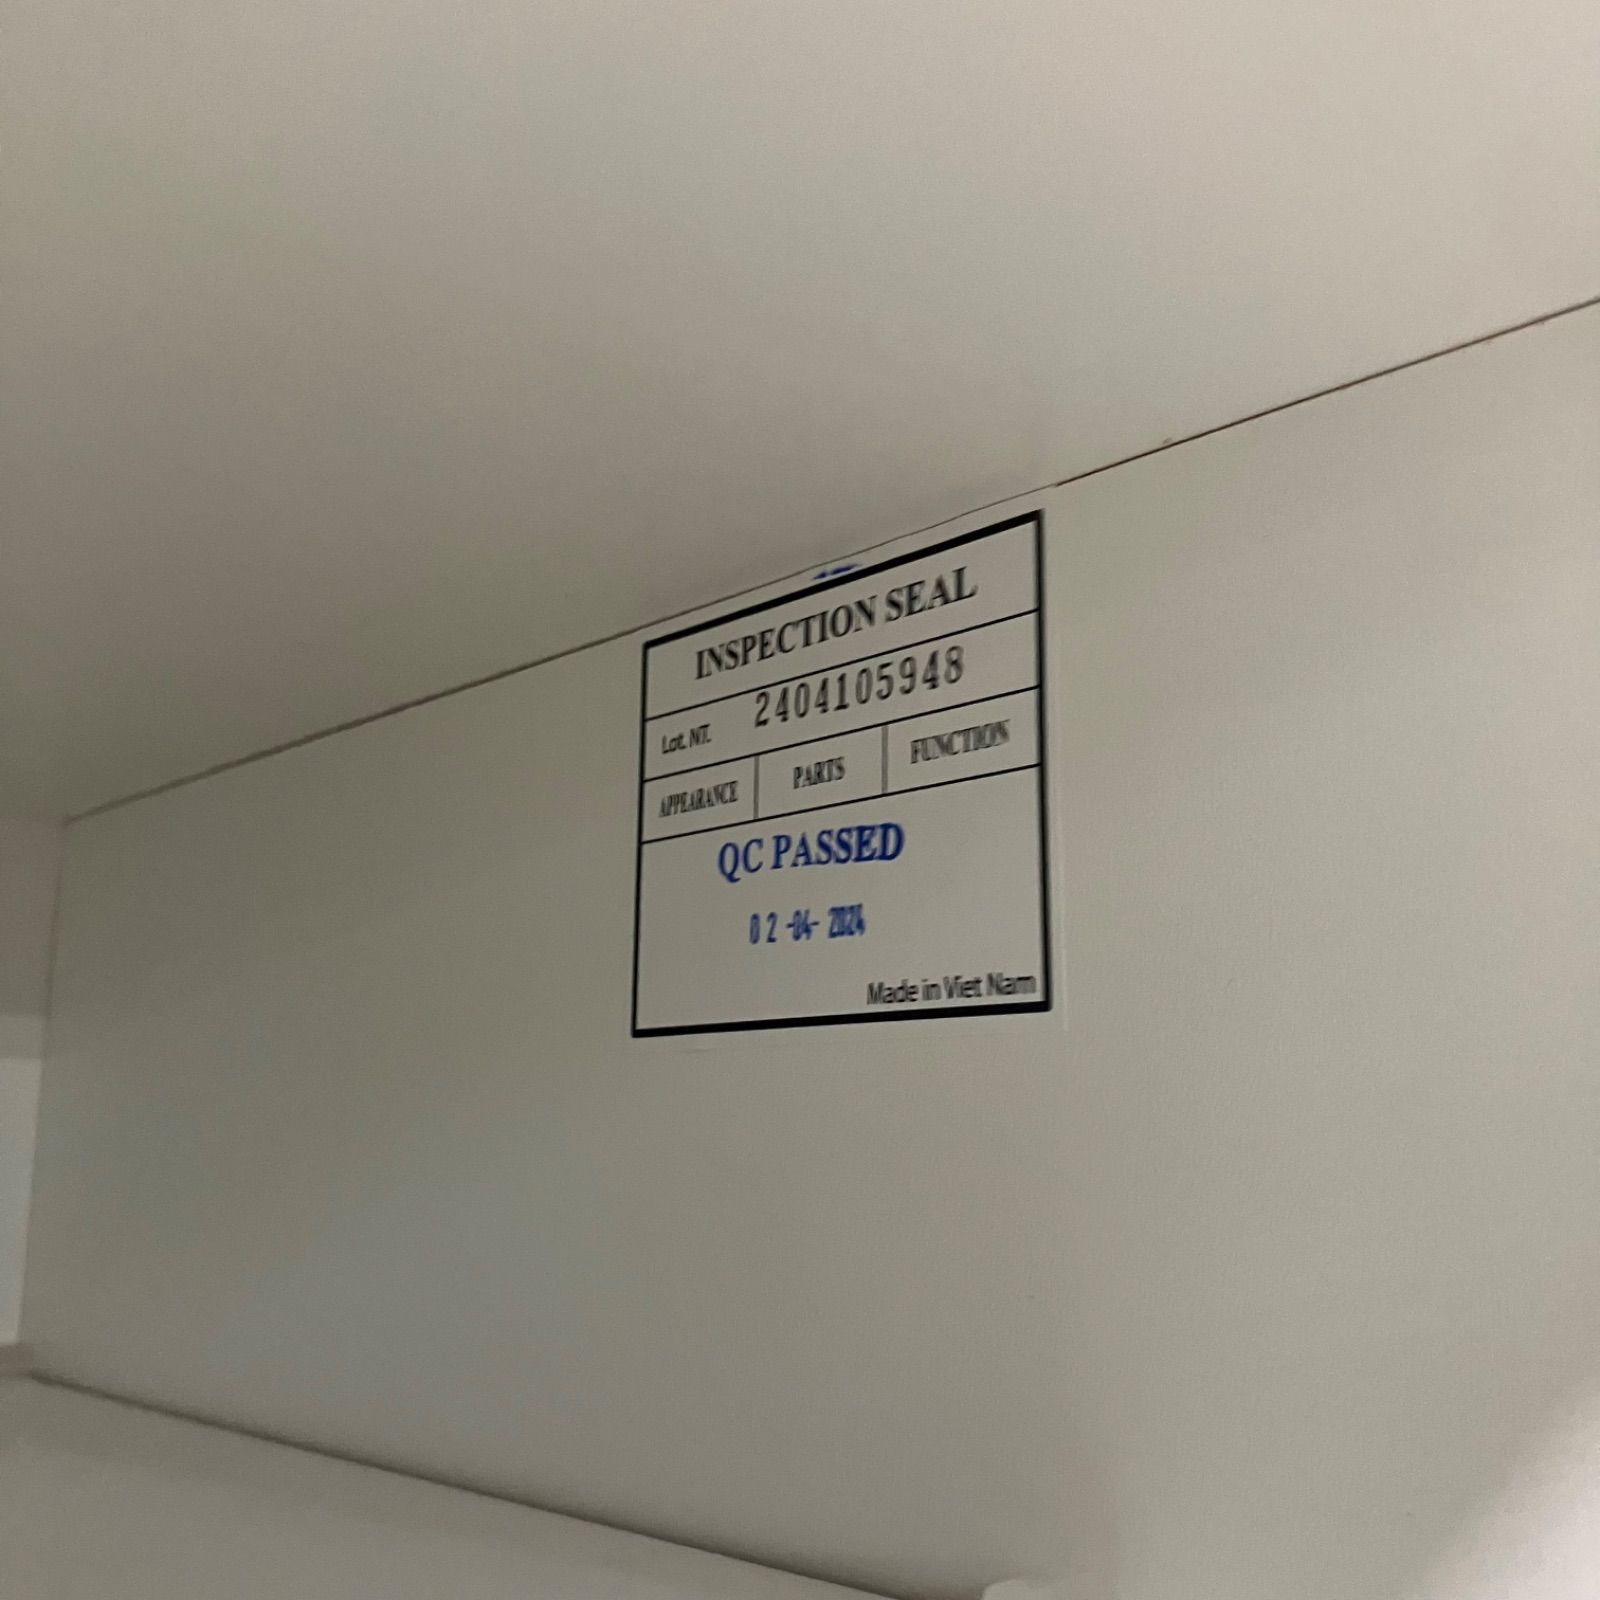 INSPECTION SEAL
Lot. NT. 2404105948
APPEARANCE PARTS FUNCTION
QC PASSED
02-04-2024
Made in Viet Nam